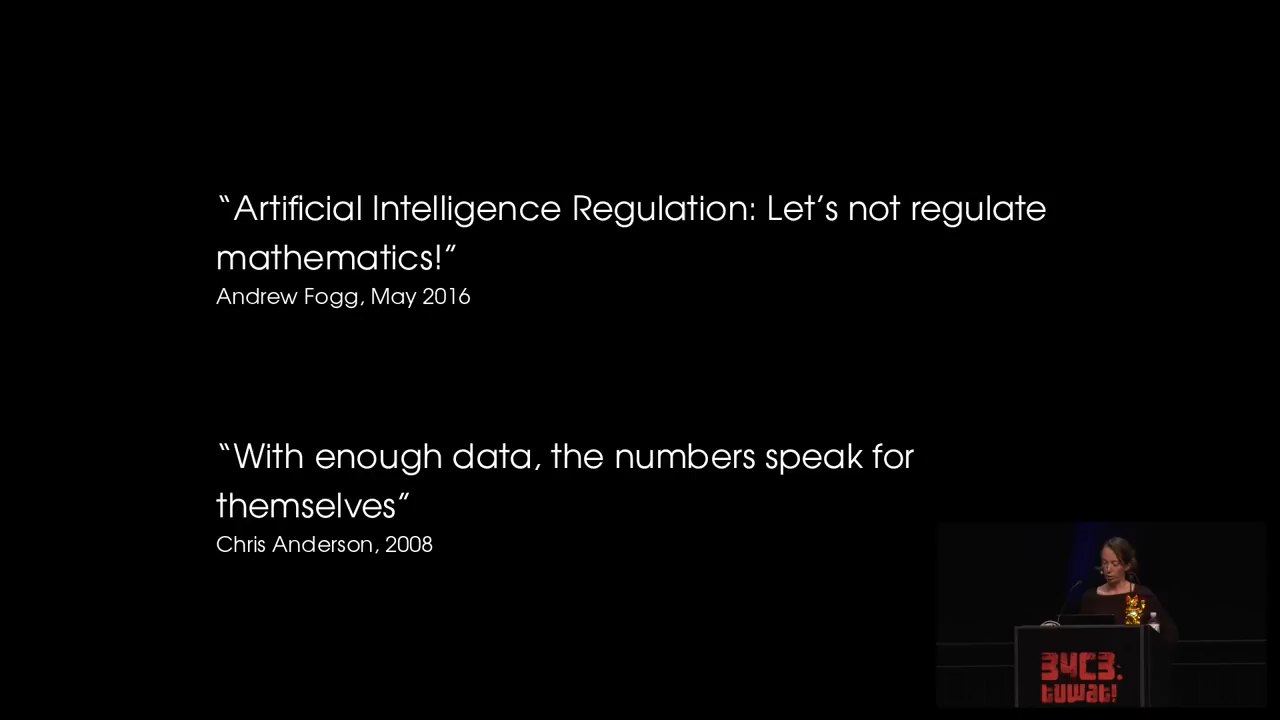 “Artificial Intelligence Regulation: Let’s not regulate
mathematics!”
Andrew Fogg, May 2016
“With enough data, the numbers speak for
themselves”
Chris Anderson, 2008
34C3:
tuwat!